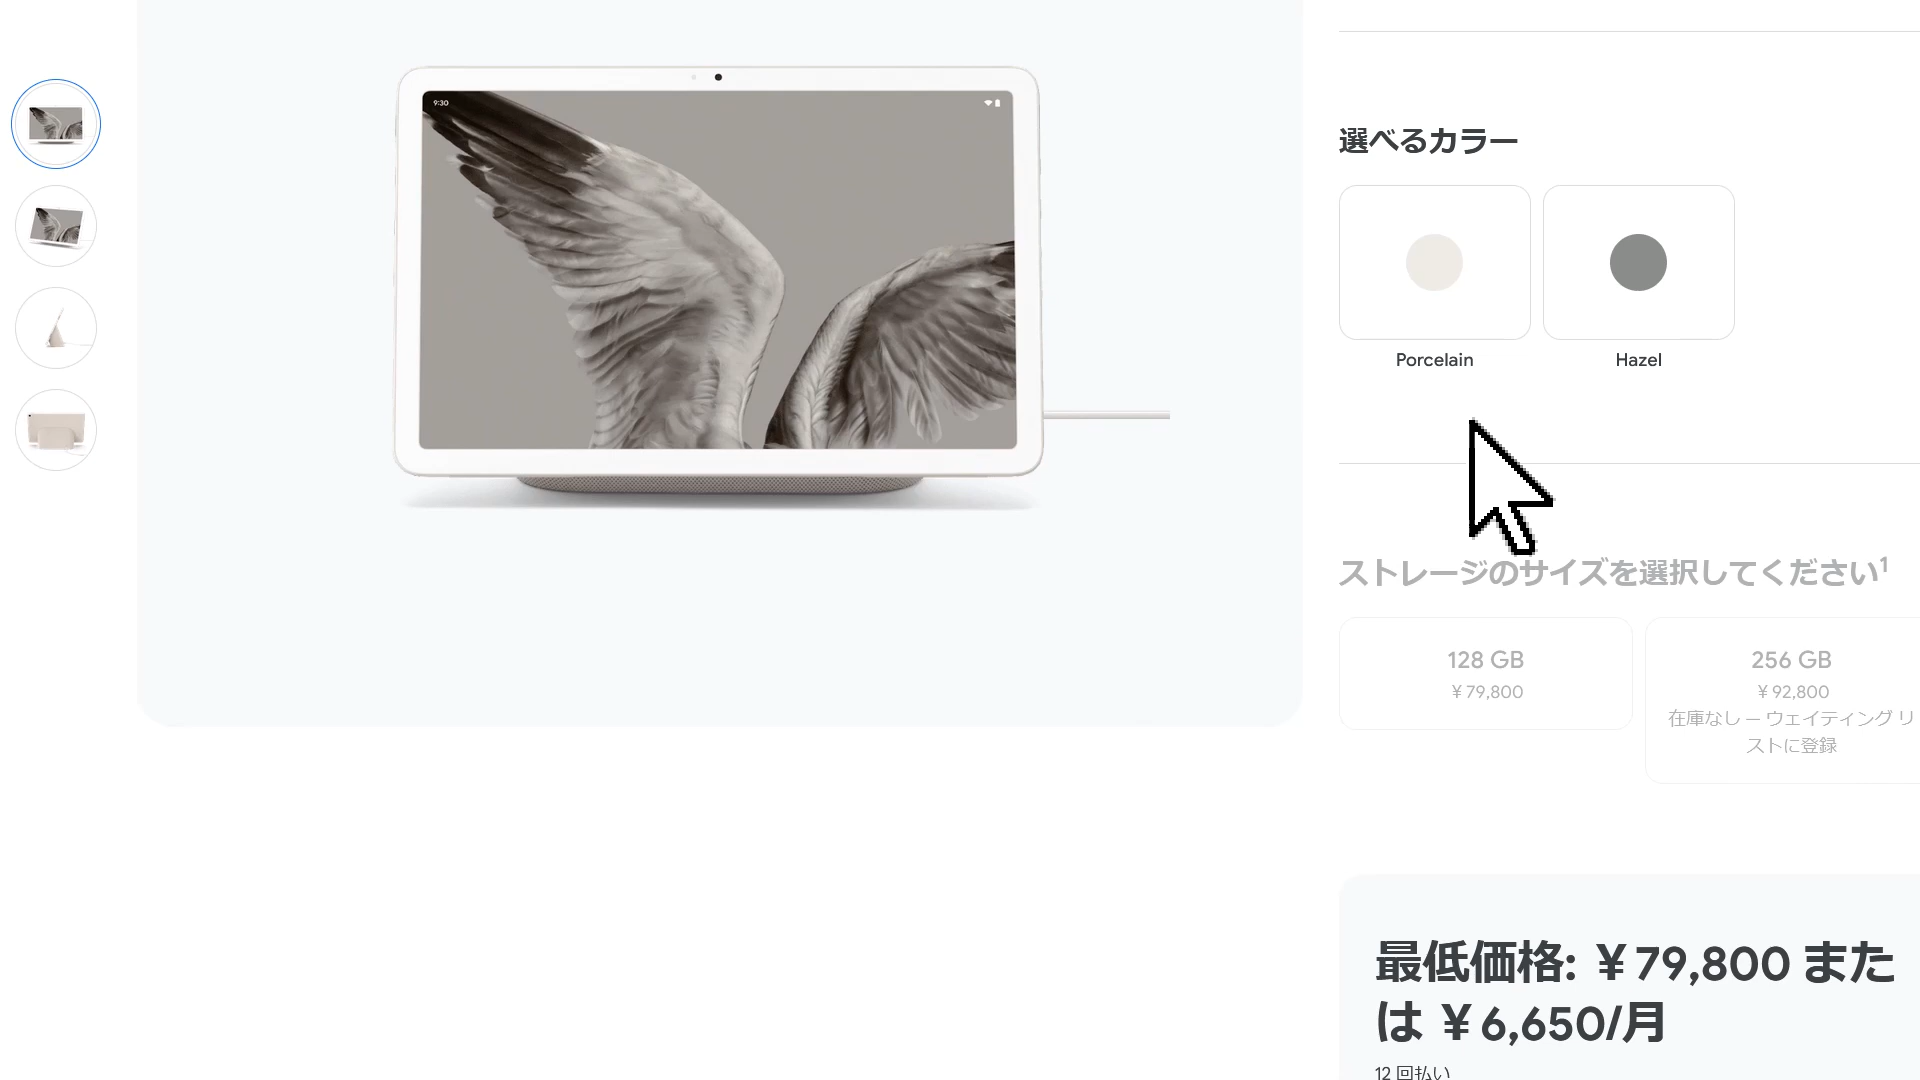 9:30
選べるカラー
Porcelain
Hazel
ストレージのサイズを選択してください1
128 GB
￥79,800
256 GB
￥92,800
在庫なし – ウェイティング リ
ストに登録
最低価格: ￥79,800 また
は ￥6,650/月
12 回払い